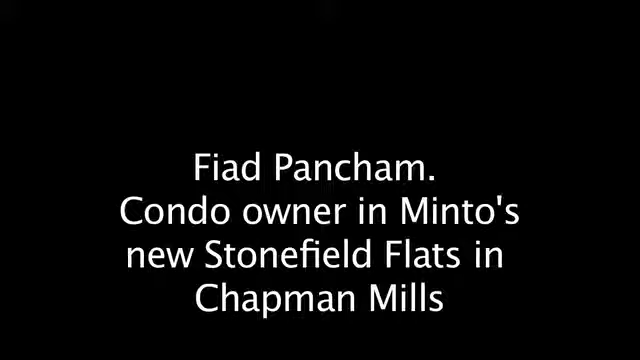 Fiad Pancham.
Condo owner in Minto's
new Stonefield Flats in
Chapman Mills